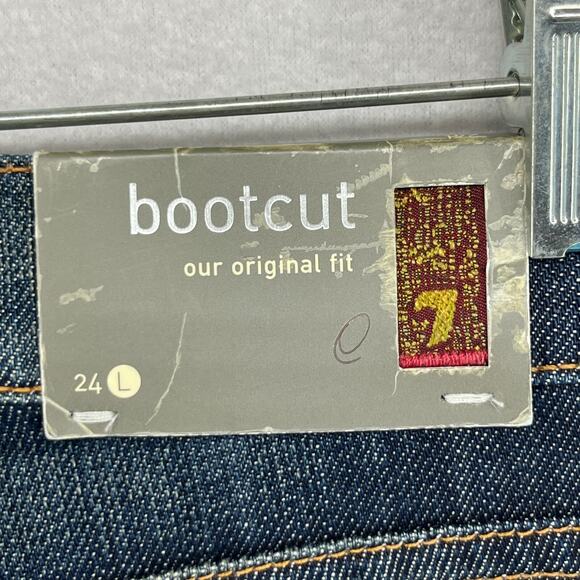 bootcut
our original fit
7
24 L